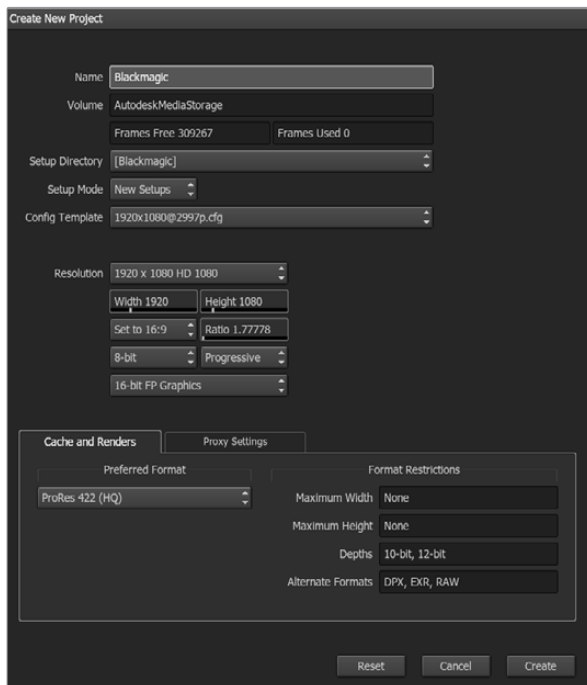 Create New Project
Name Blackmagic
Volume AutodeskMediaStorage
Frames Free 309267 Frames Used 0
Setup Directory [Blackmagic]
Setup Mode New Setups
Config Template 1920x1080@2997p.cfg
Resolution 1920 x 1080 HD 1080
Width 1920 Height 1080
Set to 16:9 Ratio 1.77778
8-bit Progressive
16-bit FP Graphics
Cache and Renders Proxy Settings
Preferred Format Format Restrictions
ProRes 422 (HQ) Maximum Width None
Maximum Height None
Depths 10-bit, 12-bit
Alternate Formats DPX, EXR, RAW
Reset Cancel Create